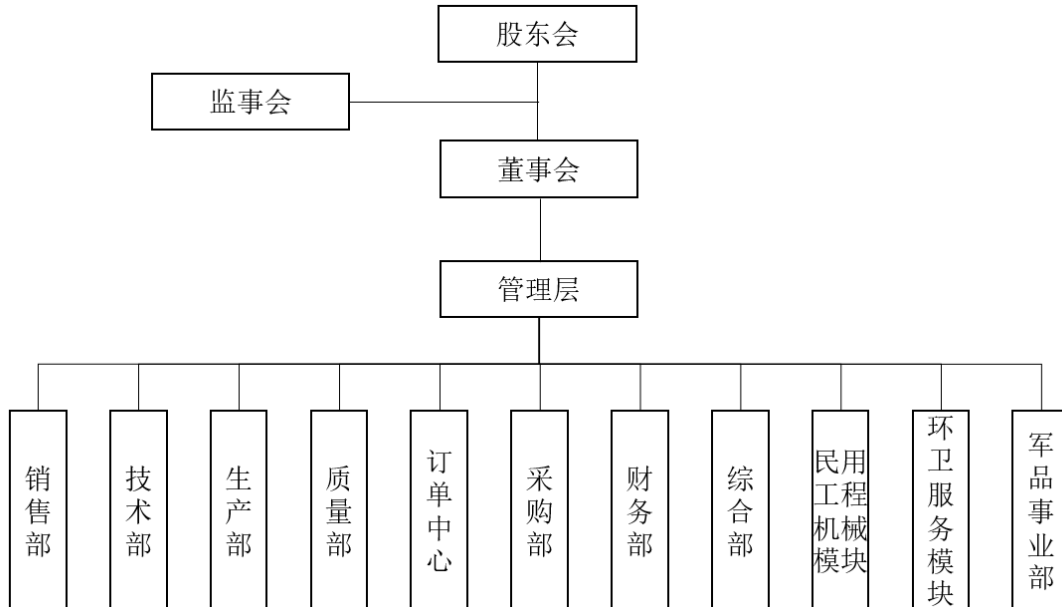 股东会
监事会
董事会
管理层
销售部
技术部
生产部
质量部
订单中心
采购部
财务部
综合部
民用工程机械模块
环卫服务模块
军品事业部